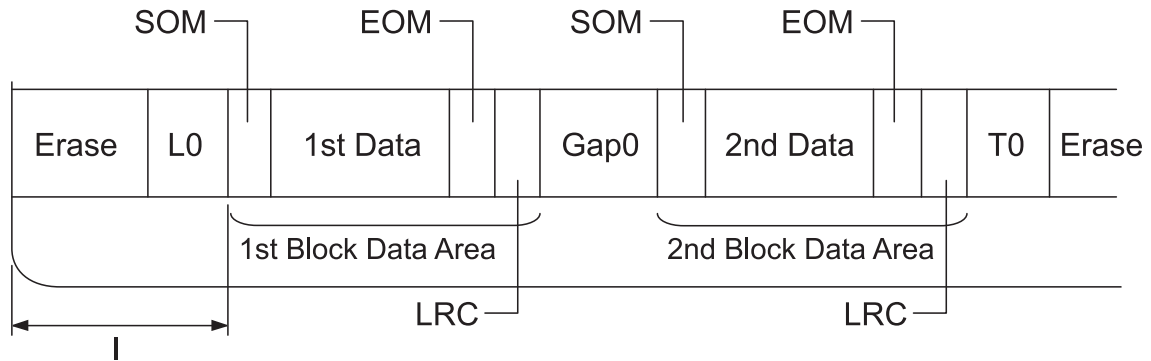 SOM EOM SOM EOM
Erase L0 1st Data Gap0 2nd Data T0 Erase
1st Block Data Area 2nd Block Data Area
LRC LRC
I